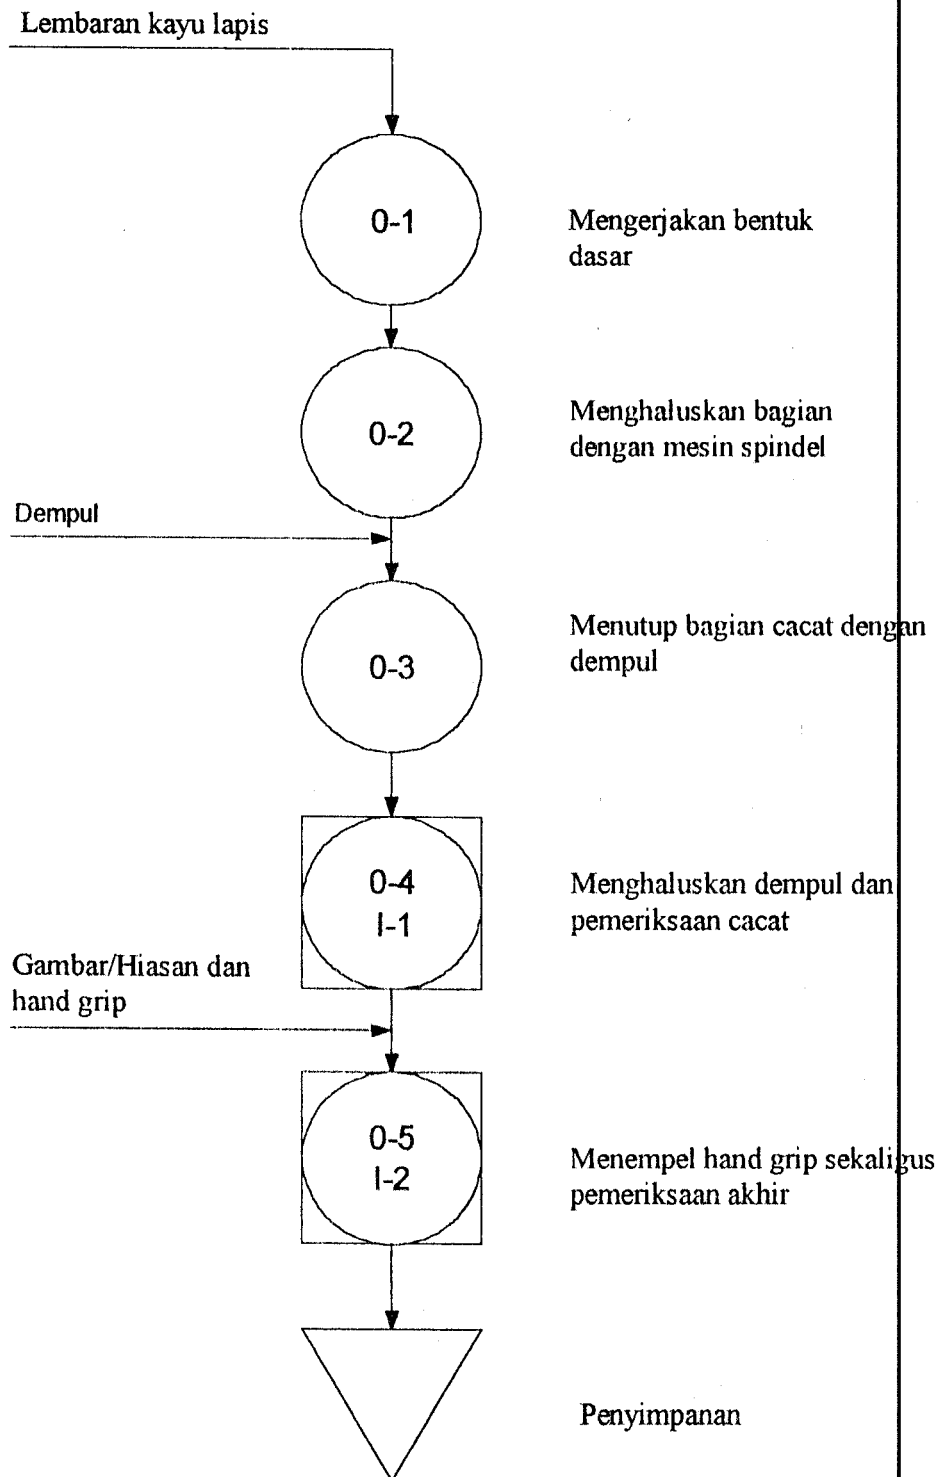 Lembaran kayu lapis
0-1
Mengerjakan bentuk
dasar
0-2
Menghaluskan bagian
dengan mesin spindel
Dempul
0-3
Menutup bagian cacat dengan
dempul
0-4
I-1
Menghaluskan dempul dan
pemeriksaan cacat
Gambar/Hiasan dan
hand grip
0-5
I-2
Menempel hand grip sekaligus
pemeriksaan akhir
Penyimpanan